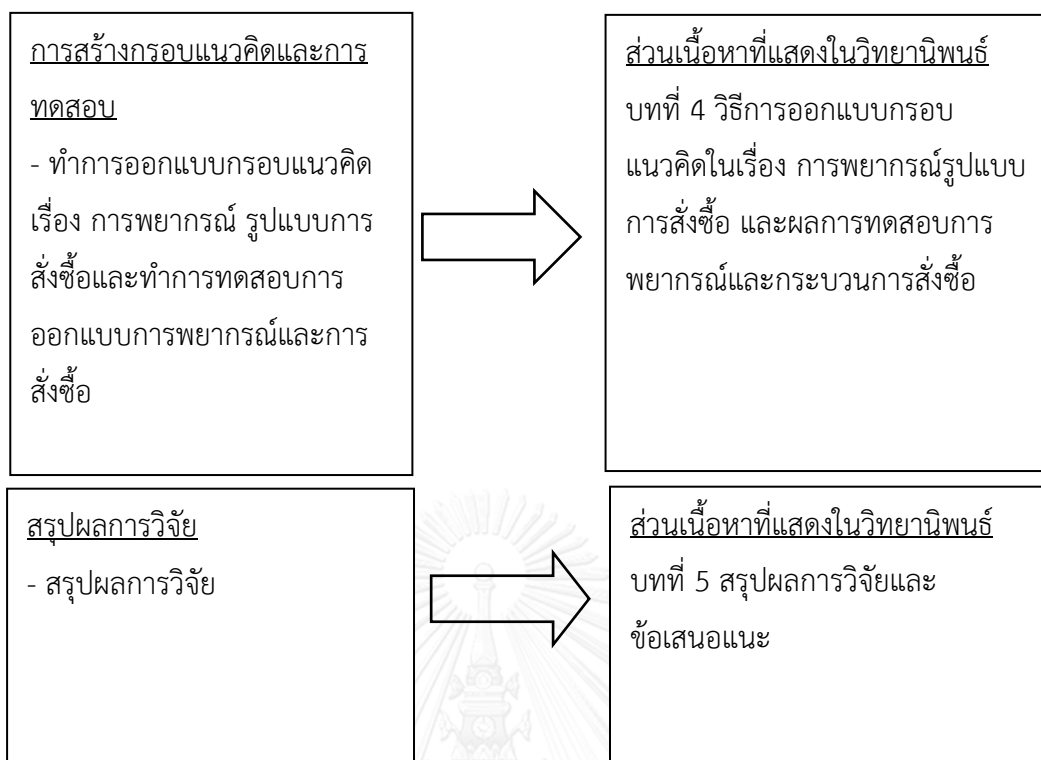 การสร้างกรอบแนวคิดและการ
ทดสอบ
- ทำการออกแบบกรอบแนวคิด
เรื่อง การพยากรณ์ รูปแบบการ
สั่งซื้อและทำการทดสอบการ
ออกแบบการพยากรณ์และการ
สั่งซื้อ
ส่วนเนื้อหาที่แสดงในวิทยานิพนธ์
บทที่ 4 วิธีการออกแบบกรอบ
แนวคิดในเรื่อง การพยากรณ์รูปแบบ
การสั่งซื้อ และผลการทดสอบการ
พยากรณ์และกระบวนการสั่งซื้อ
สรุปผลการวิจัย
- สรุปผลการวิจัย
ส่วนเนื้อหาที่แสดงในวิทยานิพนธ์
บทที่ 5 สรุปผลการวิจัยและ
ข้อเสนอแนะ